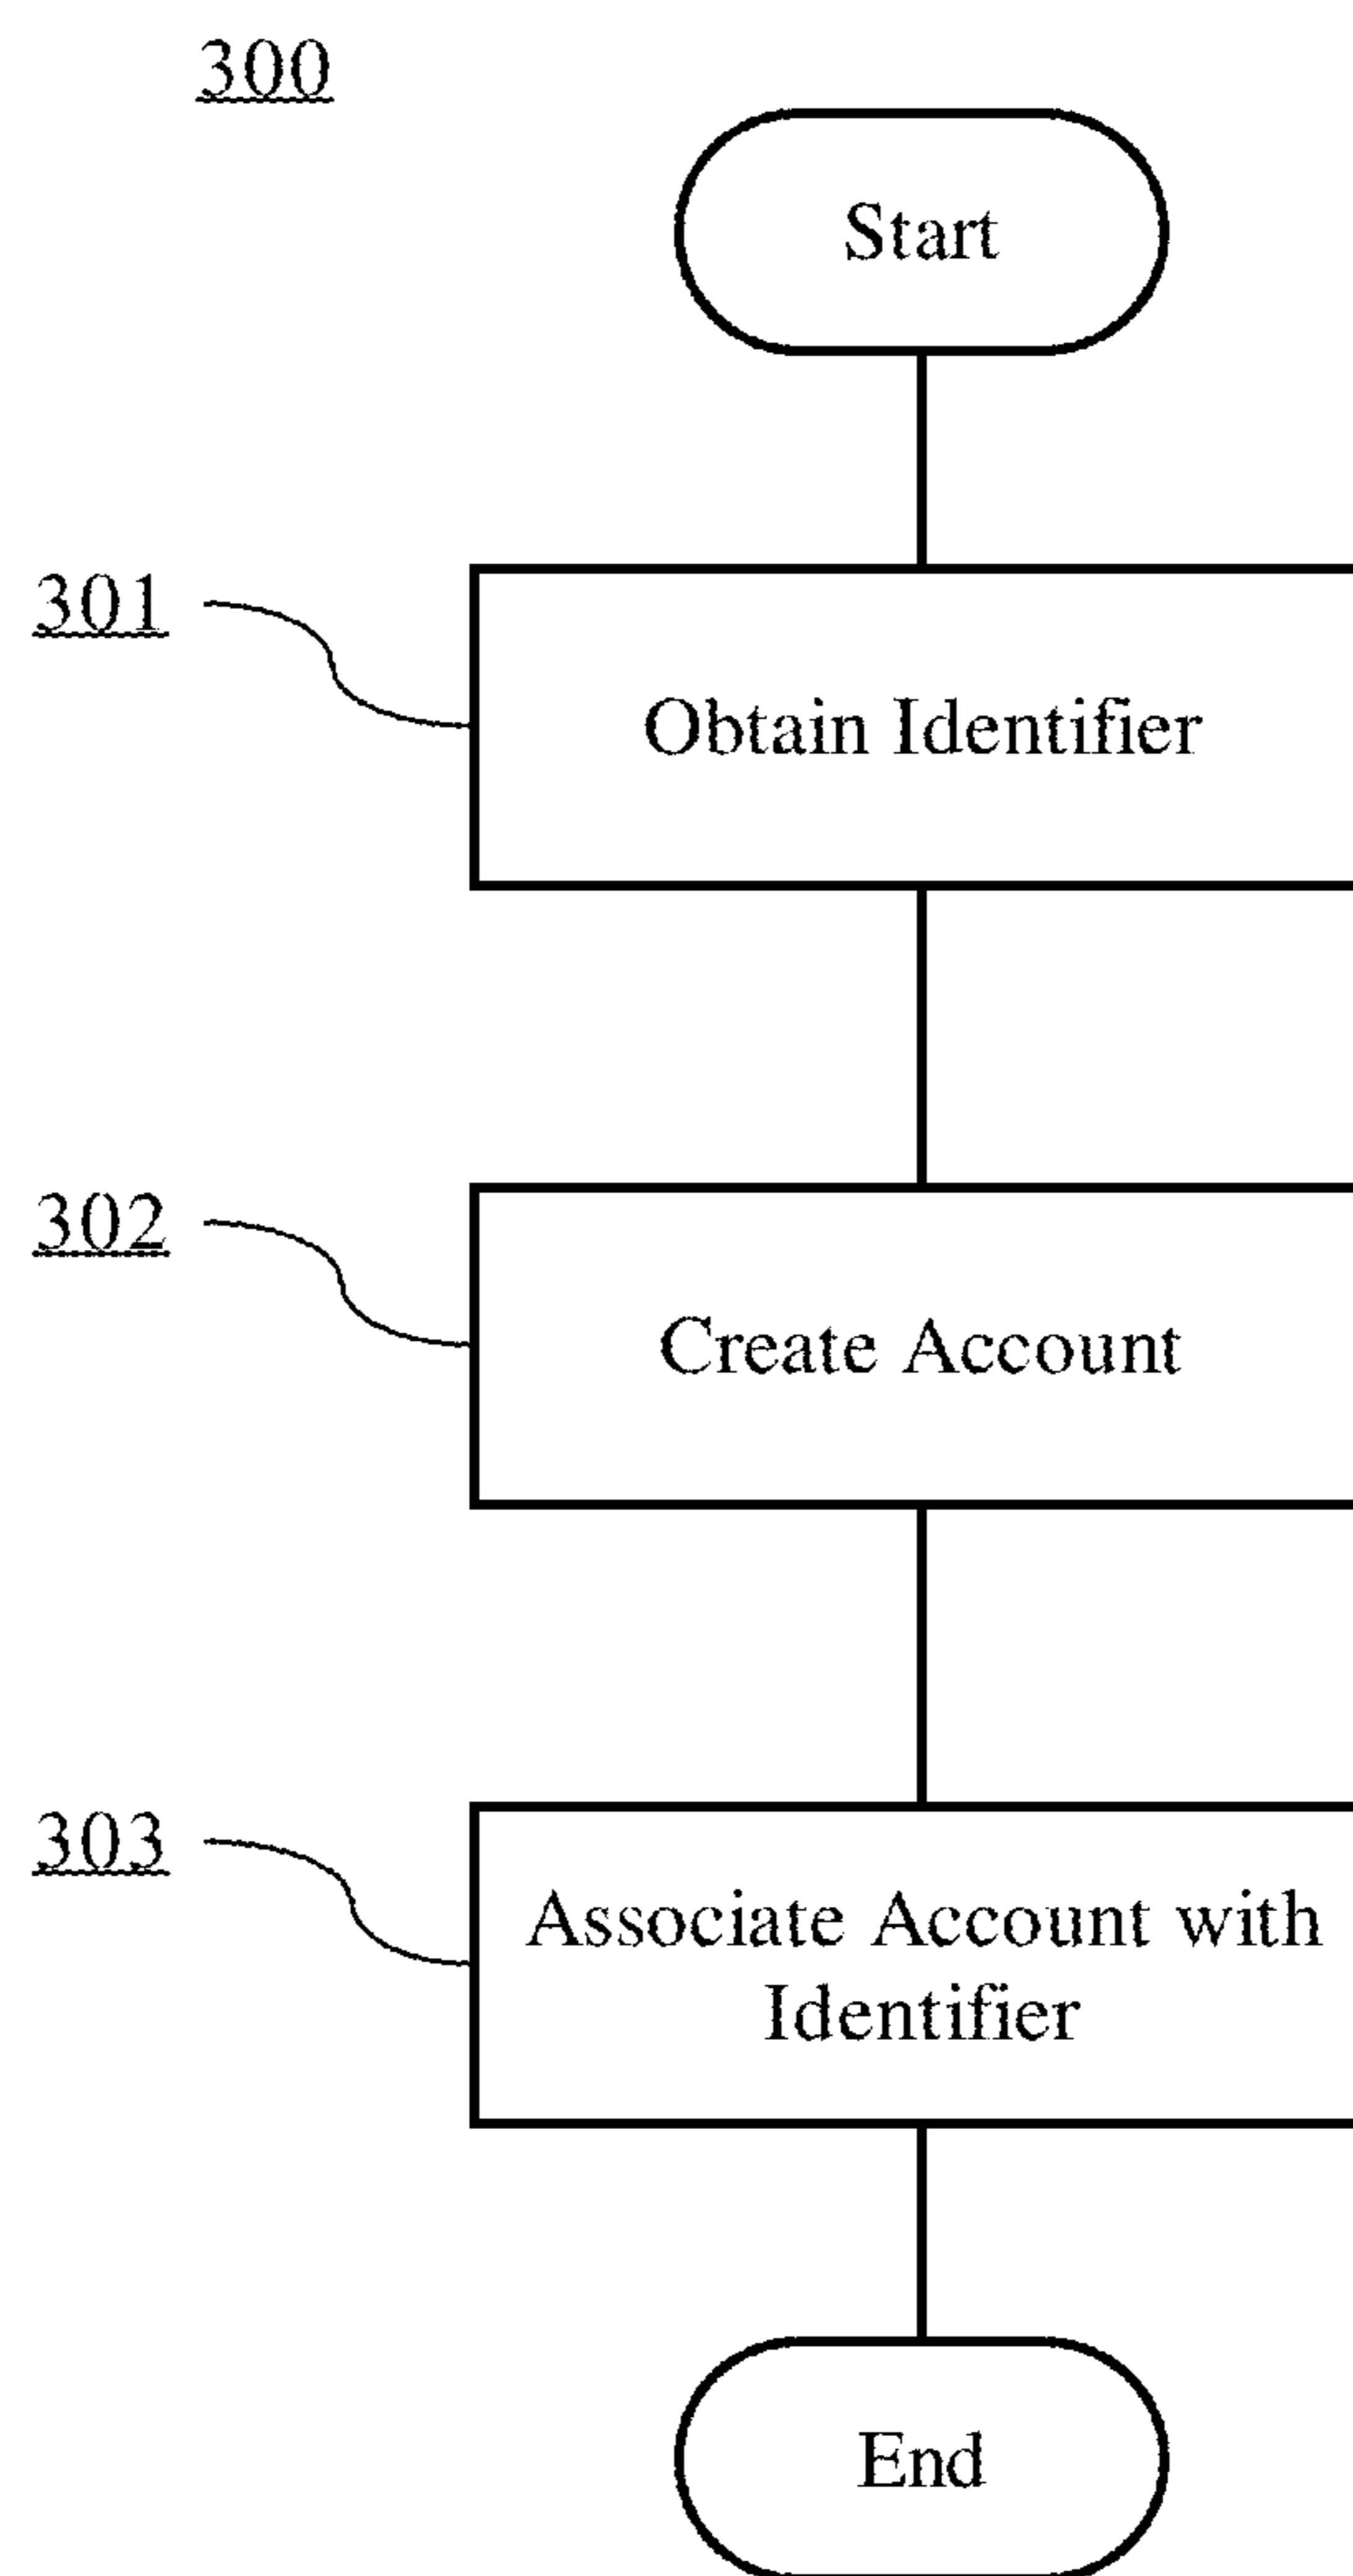 300
Start
301
Obtain Identifier
302
Create Account
303
Associate Account with
Identifier
End